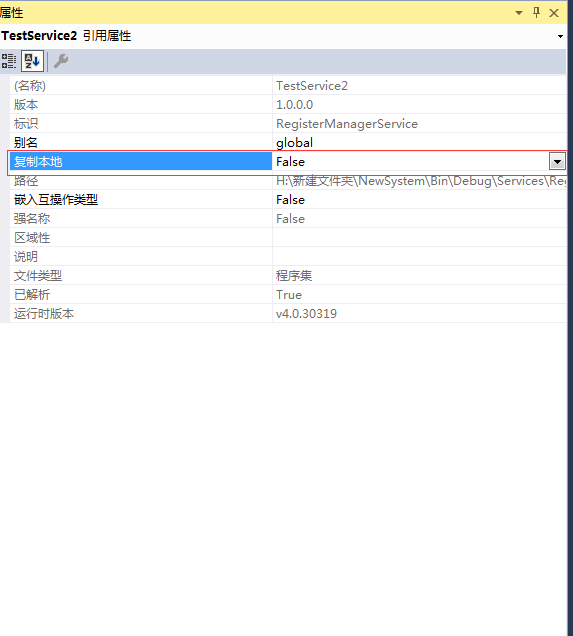 属性
TestService2 引用属性
(名称) TestService2
版本 1.0.0.0
标识 RegisterManagerService
别名 global
复制本地 False
路径 H:\新建文件夹\NewSystem\Bin\Debug\Services\Reg
嵌入互操作类型 False
强名称 False
区域性
说明
文件类型 程序集
已解析 True
运行时版本 v4.0.30319